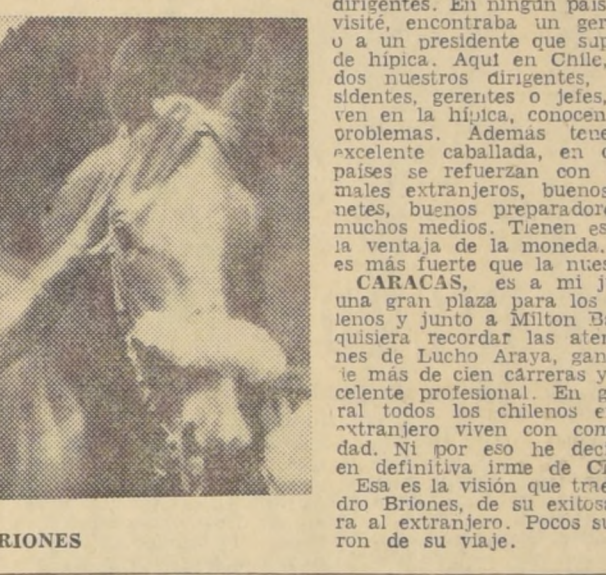 dirigentes. En ningún país
visité, encontraba un ger
o a un presidente que sup
de hípica. Aquí en Chile,
dos nuestros dirigentes,
sidentes, gerentes o jefes,
ven en la hípica, conocen
problemas. Además tene
excelente caballada, en
países se refuerzan con
males extranjeros, buenos
netes, buenos preparador
muchos medios. Tienen es
la ventaja de la moneda.
es más fuerte que la nues
CARACAS, es a mi j
una gran plaza para los
lenos y junto a Milton B
quisiera recordar las aten
nes de Lucho Araya, gan
de más de cien cárreras y
celente profesional. En g
ral todos los chilenos e
extranjero viven con com
dad. Ni por eso he deci
en definitiva irme de C
Esa es la visión que trae
dro Briones, de su exitos
ra al extranjero. Pocos su
ron de su viaje.
RIONES